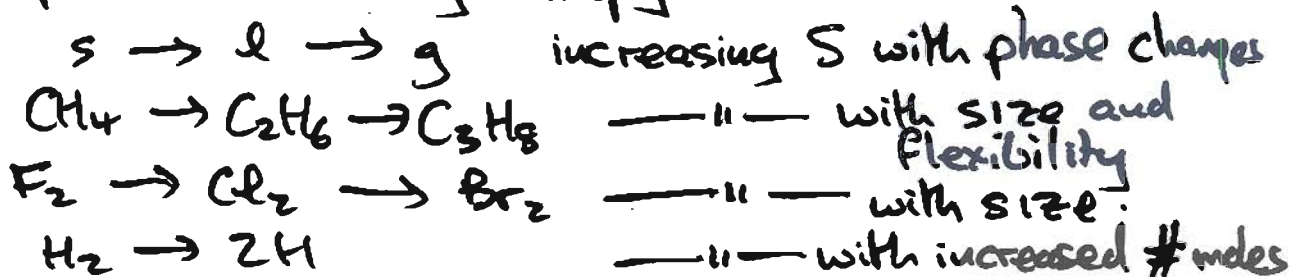 s → l → g increasing S with phase changes
CH₄ → C₂H₆ → C₃H₈ —"— with size and
flexibility
F₂ → Cl₂ → Br₂ —"— with size.
H₂ → 2H —"— with increased # moles